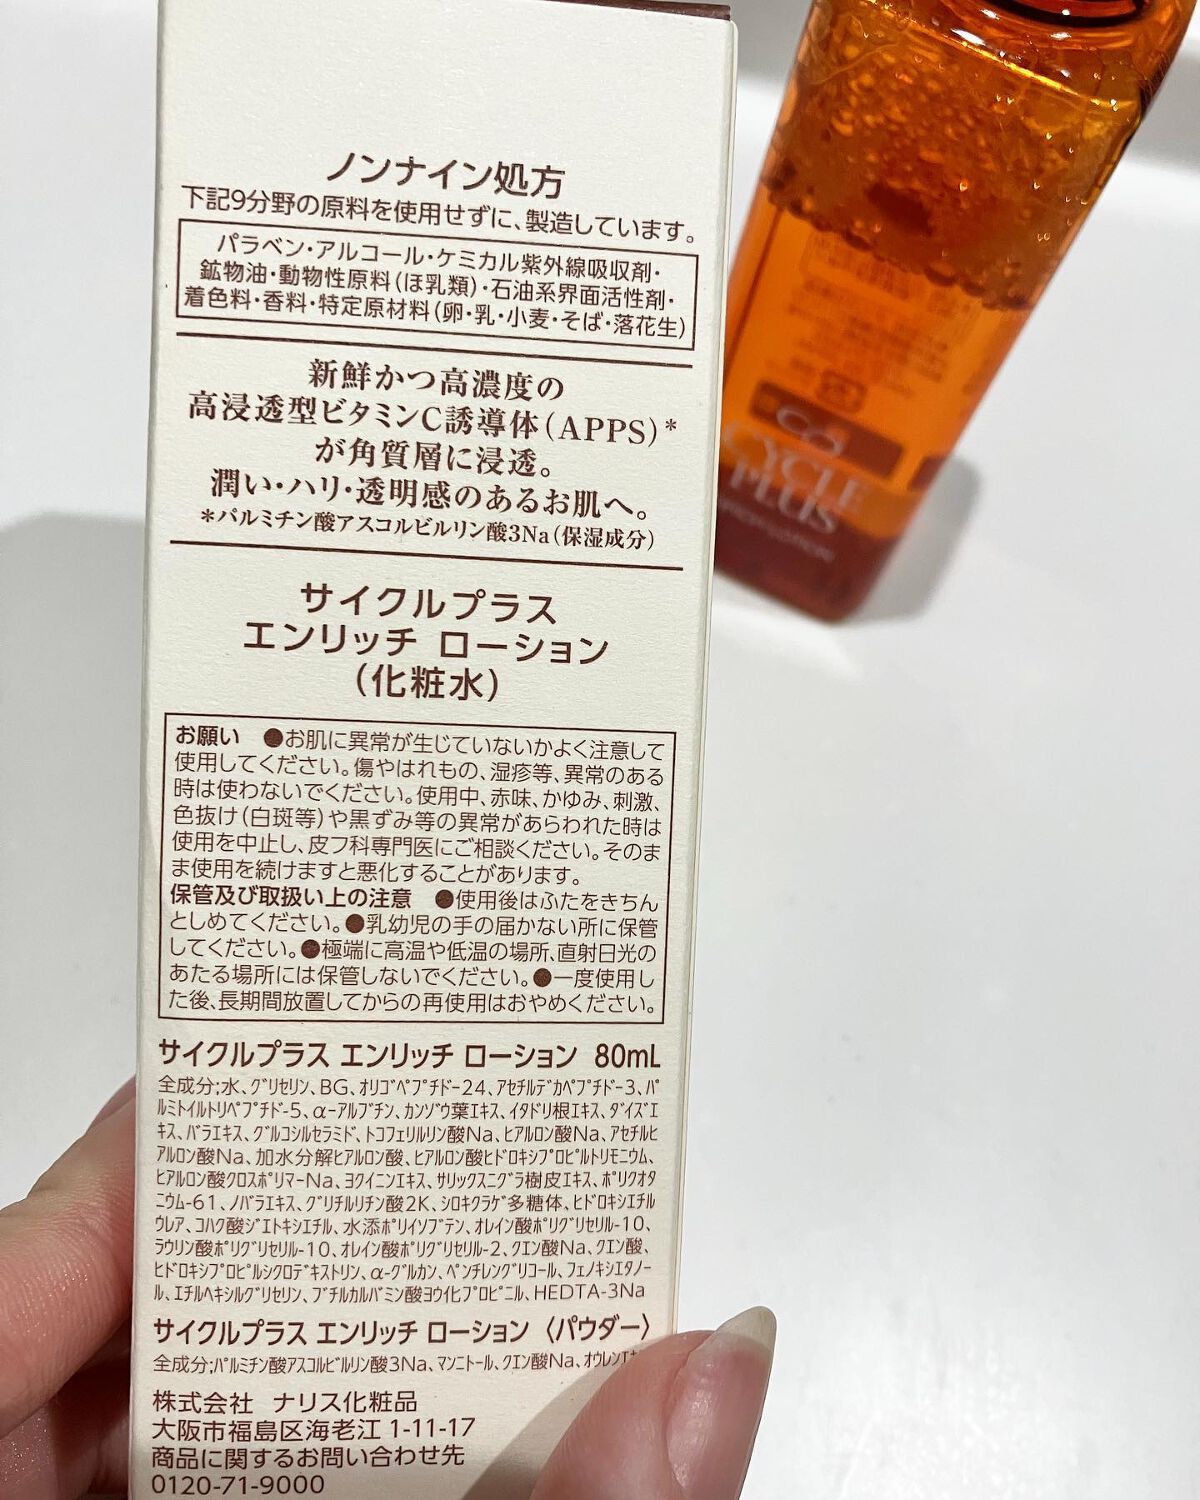 ノンナイン処方
下記9分野の原料を使用せずに、製造しています。
パラベン・アルコール・ケミカル紫外線吸収剤・
鉱物油・動物性原料(ほ乳類)・石油系界面活性剤・
着色料・香料・特定原材料(卵・乳・小麦・そば・落花生)
新鮮かつ高濃度の
高浸透型ビタミンC誘導体(APPS)*
が角質層に浸透。
潤い・ハリ・透明感のあるお肌へ。
*パルミチン酸アスコルビルリン酸3Na(保湿成分)
サイクルプラス
エンリッチ ローション
(化粧水)
お願い ●お肌に異常が生じていないかよく注意して
使用してください。傷やはれもの、湿疹等、異常のある
時は使わないでください。使用中、赤味、かゆみ、刺激、
色抜け(白斑等)や黒ずみ等の異常があらわれた時は
使用を中止し、皮フ科専門医にご相談ください。そのま
ま使用を続けますと悪化することがあります。
保管及び取扱い上の注意 ●使用後はふたをきちん
としめてください。●乳幼児の手の届かない所に保管
してください。●極端に高温や低温の場所、直射日光の
あたる場所には保管しないでください。●一度使用し
た後、長期間放置してからの再使用はおやめください。
サイクルプラス エンリッチ ローション 80mL
全成分;水、グリセリン、BG、オリゴペプチド-24、アセチルデカペプチド-3、パ
ルミトイルトリペプチド-5、α-アルブチン、カンゾウ葉エキス、イタドリ根エキス、ダイズエ
キス、バラエキス、グルコシルセラミド、トコフェリルリン酸Na、ヒアルロン酸Na、アセチルヒ
アルロン酸Na、加水分解ヒアルロン酸、ヒアルロン酸ヒドロキシプロピルトリモニウム、
ヒアルロン酸クロスポリマーNa、ヨクイニンエキス、サリックスニグラ樹皮エキス、ポリクオタ
ニウム-61、ノバラエキス、グリチルリチン酸2K、シロキクラゲ多糖体、ヒドロキシエチル
ウレア、コハク酸ジエトキシエチル、水添ポリイソブテン、オレイン酸ポリグリセリル-10、
ラウリン酸ポリグリセリル-10、オレイン酸ポリグリセリル-2、クエン酸Na、クエン酸、
ヒドロキシプロピルシクロデキストリン、α-グルカン、ペンチレングリコール、フェノキシエタノー
ル、エチルヘキシルグリセリン、ブチルカルバミン酸ヨウ化プロピニル、HEDTA-3Na
サイクルプラス エンリッチ ローション 〈パウダー〉
全成分;パルミチン酸アスコルビルリン酸3Na、マンニトール、クエン酸Na、オウレンエキ
株式会社 ナリス化粧品
大阪市福島区海老江 1-11-17
商品に関するお問い合わせ先
0120-71-9000
CYCLE
PLUS
LOTION